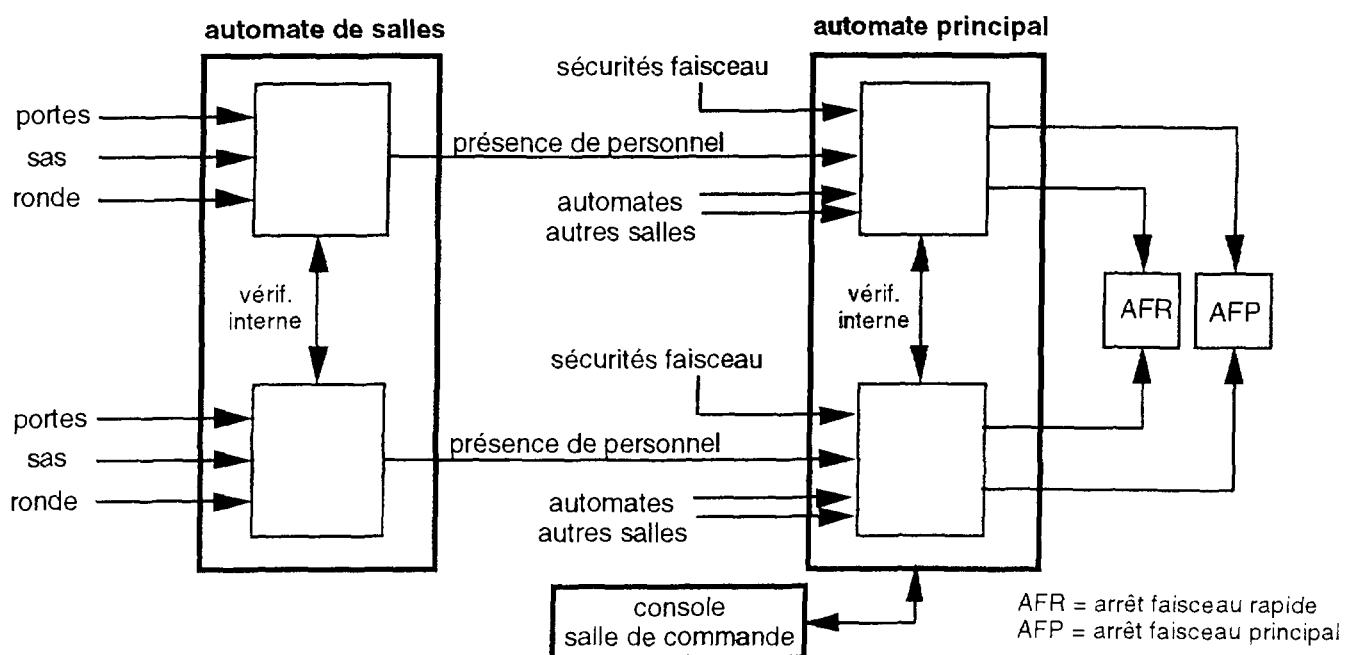 automate de salles
automate principal
sécurités faisceau
portes
sas
ronde
présence de personnel
automates
autres salles
vérif.
interne
vérif.
interne
AFR
AFP
sécurités faisceau
portes
sas
ronde
présence de personnel
automates
autres salles
console
salle de commande
AFR = arrêt faisceau rapide
AFP = arrêt faisceau principal